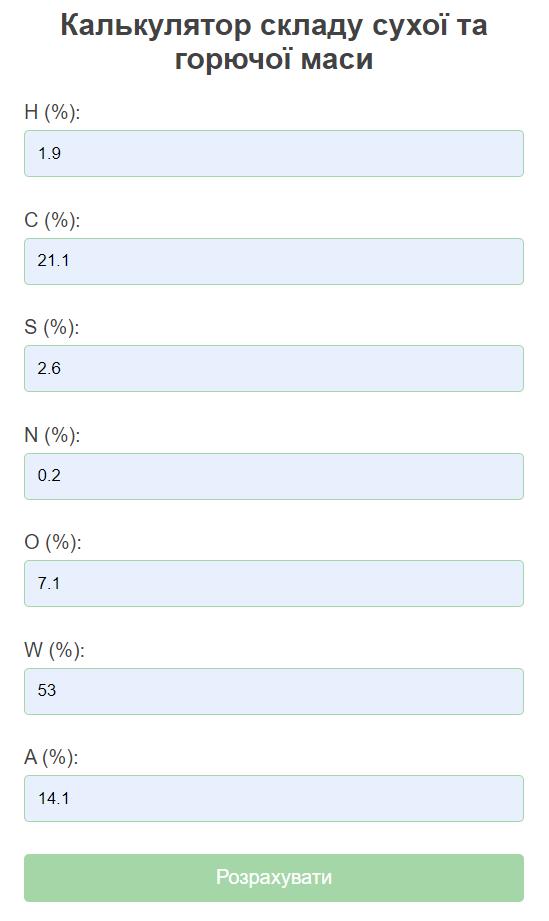 Калькулятор складу сухої та
горючої маси
H (%):
1.9
C (%):
21.1
S (%):
2.6
N (%):
0.2
O (%):
7.1
W (%):
53
A (%):
14.1
Розрахувати